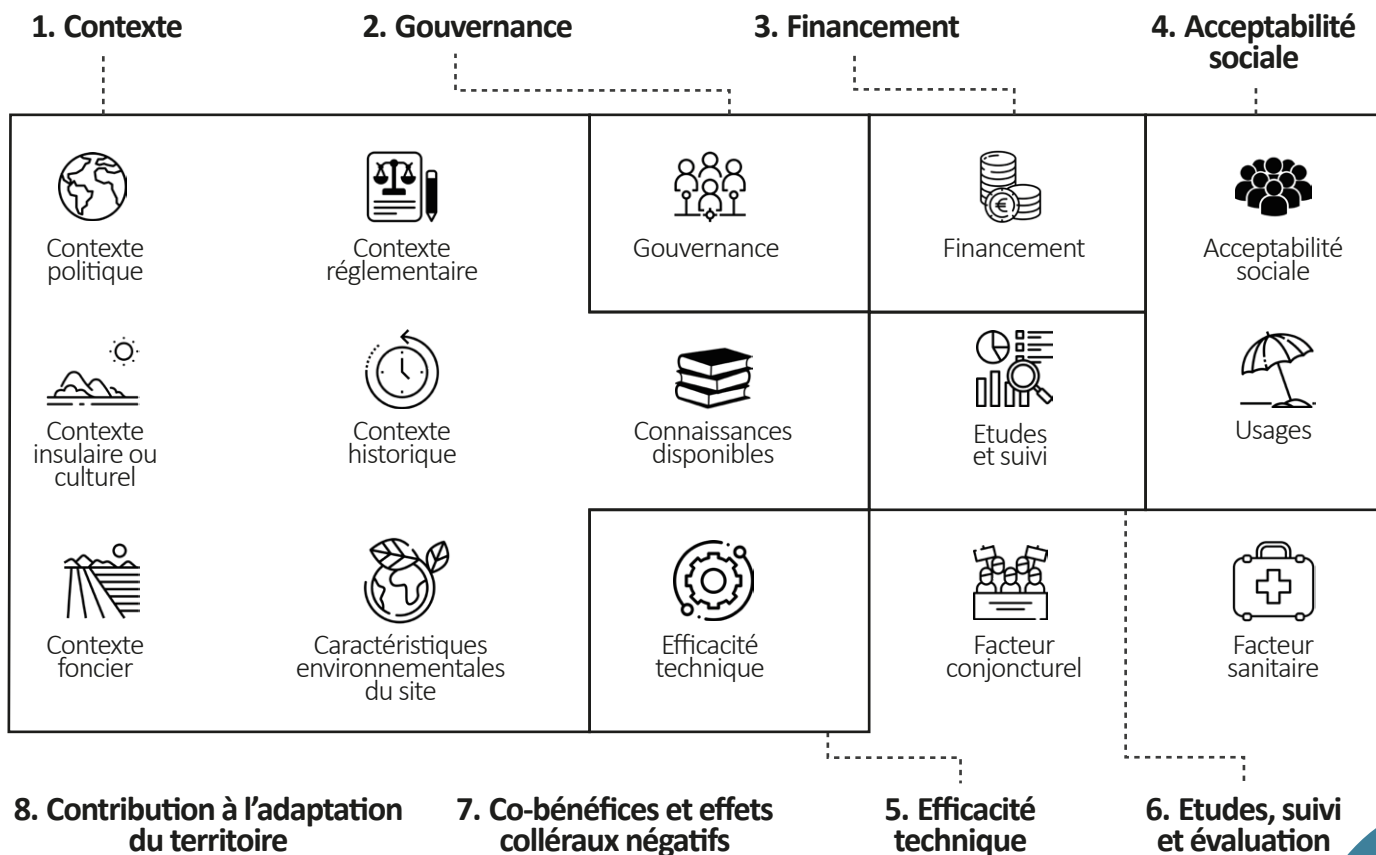 1. Contexte
2. Gouvernance
3. Financement
4. Acceptabilité
sociale
Contexte
politique
Contexte
réglementaire
Gouvernance
Financement
Acceptabilité
sociale
Contexte
insulaire ou
culturel
Contexte
historique
Connaissances
disponibles
Etudes
et suivi
Usages
Contexte
foncier
Caractéristiques
environnementales
du site
Efficacité
technique
Facteur
conjoncturel
Facteur
sanitaire
8. Contribution à l'adaptation
du territoire
7. Co-bénéfices et effets
colléraux négatifs
5. Efficacité
technique
6. Etudes, suivi
et évaluation